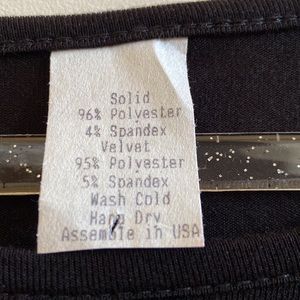 Solid
96% Polyester
4% Spandex
Velvet
95% Polyester
5% Spandex
Wash Cold
Hang Dry
Assemble in USA